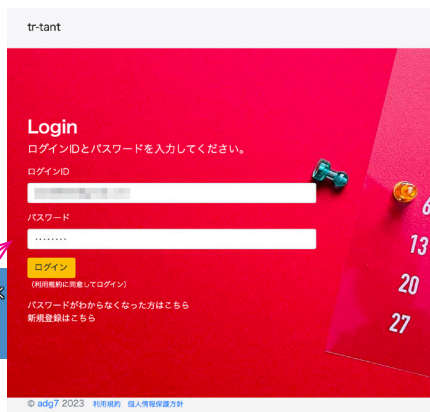 tr-tant
Login
ログインIDとパスワードを入力してください。
ログインID
パスワード
········
ログイン
(利用規約に同意してログイン)
パスワードがわからなくなった方はこちら
新規登録はこちら
6
13
20
27
© adg7 2023 利用規約 個人情報保護方針